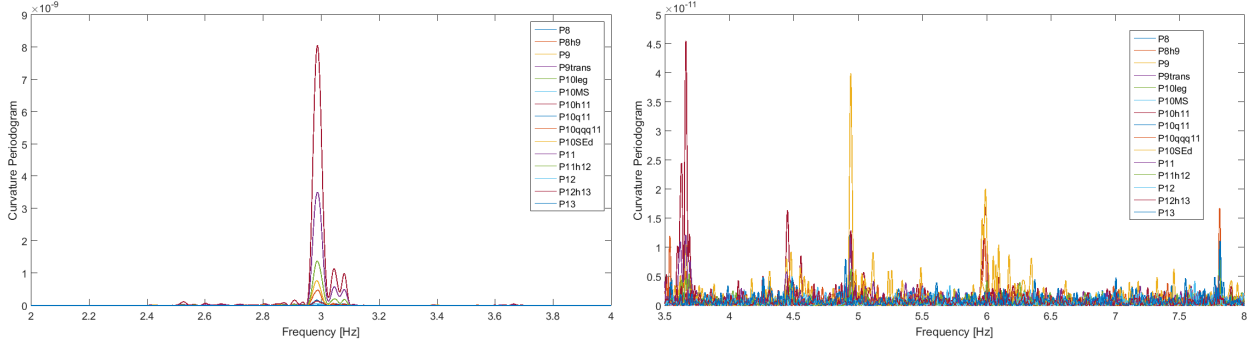 ×10-9
9
8
7
6
5
4
3
2
1
0
Curvature Periodogram
2
2.2
2.4
2.6
2.8
3
3.2
3.4
3.6
3.8
4
Frequency [Hz]
P8
P8h9
P9
P9trans
P10leg
P10MS
P10h11
P10q11
P10qqq11
P10SEd
P11
P11h12
P12
P12h13
P13
×10-11
5
4.5
4
3.5
3
2.5
2
1.5
1
0.5
0
Curvature Periodogram
3.5
4
4.5
5
5.5
6
6.5
7
7.5
8
Frequency [Hz]
P8
P8h9
P9
P9trans
P10leg
P10MS
P10h11
P10q11
P10qqq11
P10SEd
P11
P11h12
P12
P12h13
P13